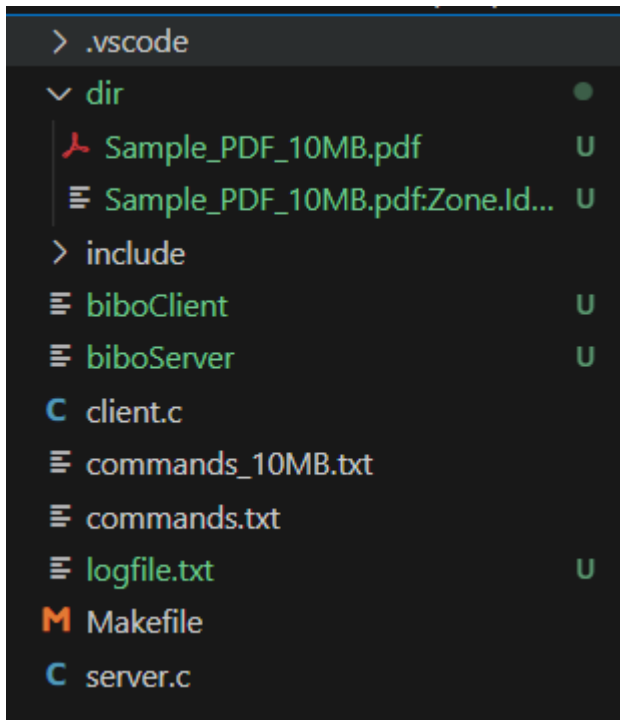 .vscode
dir
Sample_PDF_10MB.pdf U
Sample_PDF_10MB.pdf:Zone.Id... U
include
biboClient U
biboServer U
C client.c
commands_10MB.txt
commands.txt
logfile.txt U
M Makefile
C server.c